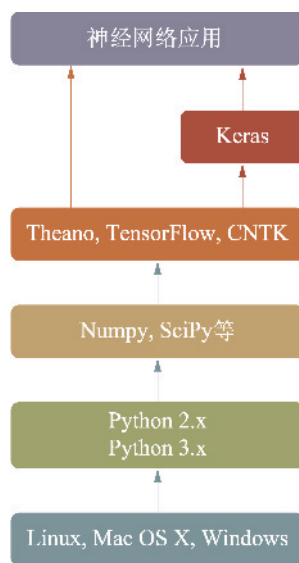 神经网络应用
Keras
Theano, TensorFlow, CNTK
Numpy, SciPy等
Python 2.x
Python 3.x
Linux, Mac OS X, Windows